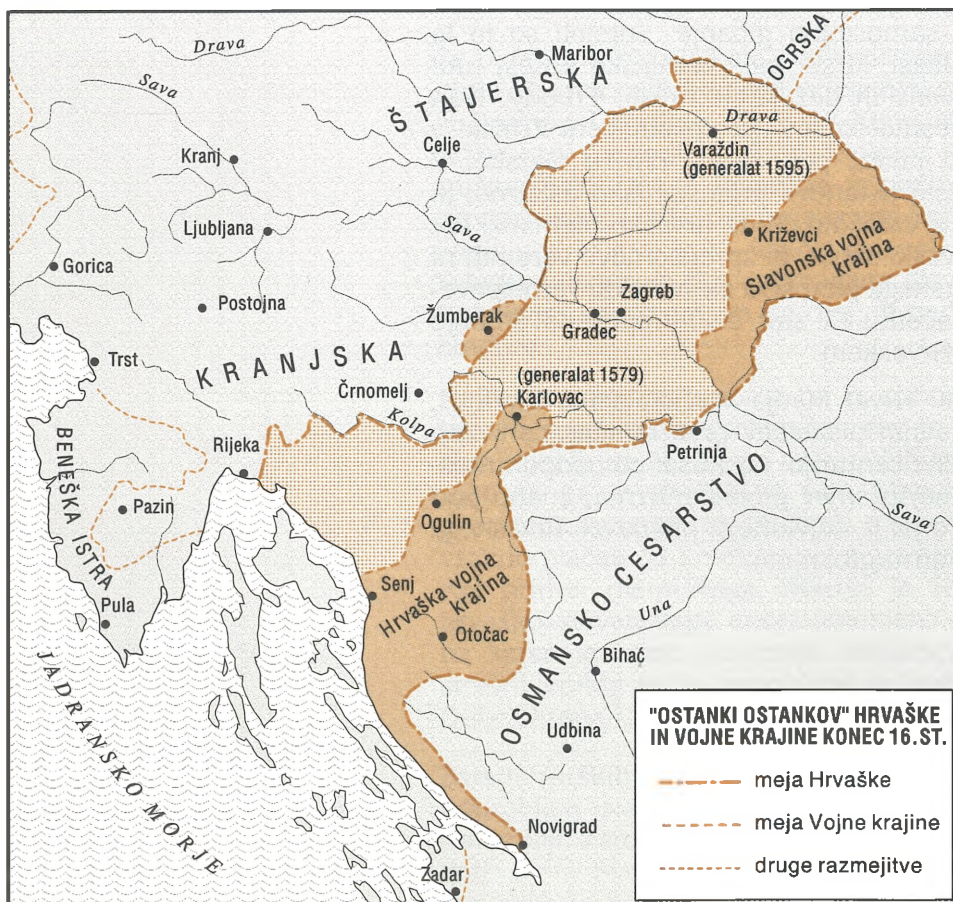 Drava
Maribor
OGRSKA
Sava
ŠTAJERSKA
Drava
Kranj
Celje
Varaždin
(generalat 1595)
Ljubljana
Sava
Križevci
Slavonska vojna
krajina
Gorica
Postojna
Zagreb
Žumberak
Gradec
Trst
KRANJSKA
(generalat 1579)
Črnomelj
Karlovac
Kolpa
Rijeka
Petrinja
BENEŠKA ISTRA
Pazin
Ogulin
Sava
OSMANSKO CESARSTVO
Senj
Hrvaška vojna
krajina
Pula
Otočac
Una
Bihać
JADRANSKO MORJE
Udbina
Novigrad
Zadar
"OSTANKI OSTANKOV" HRVAŠKE
IN VOJNE KRAJINE KONEC 16.ST.
meja Hrvaške
meja Vojne krajine
druge razmejitve